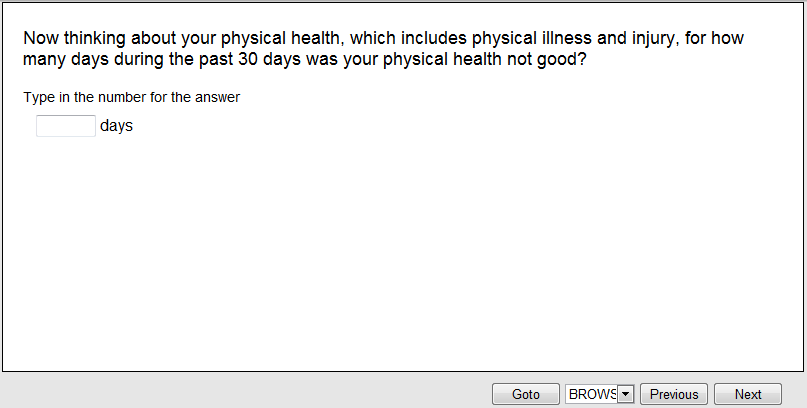 Now thinking about your physical health, which includes physical illness and injury, for how
many days during the past 30 days was your physical health not good?
Type in the number for the answer
days
Goto BROWS Previous Next